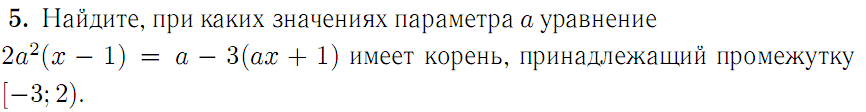 5. Найдите, при каких значениях параметра a уравнение
2a²(x − 1) = a − 3(ax + 1) имеет корень, принадлежащий промежутку
[−3; 2).